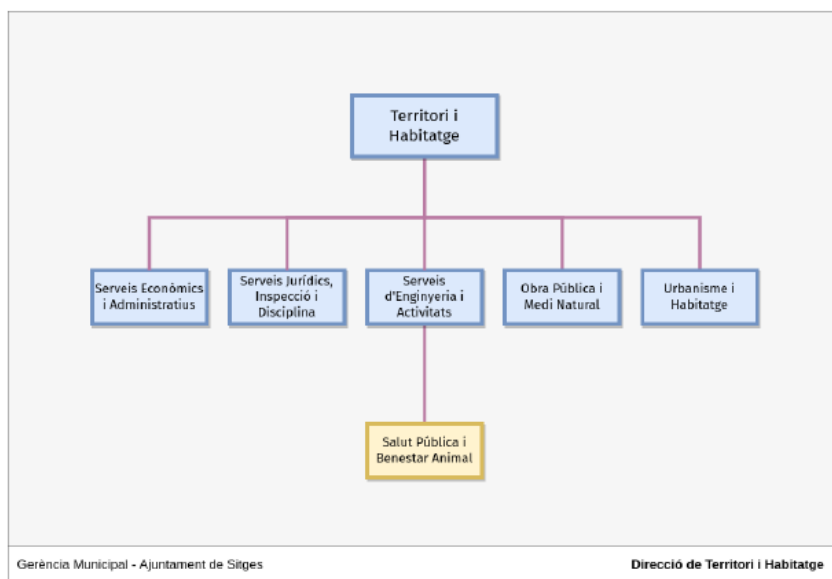 Territori i
Habitatge
Serveis Econòmics
i Administratius
Serveis Jurídics,
Inspecció i
Disciplina
Serveis
d'Enginyeria i
Activitats
Obra Pública i
Medi Natural
Urbanisme i
Habitatge
Salut Pública i
Benestar Animal
Gerència Municipal - Ajuntament de Sitges
Direcció de Territori i Habitatge